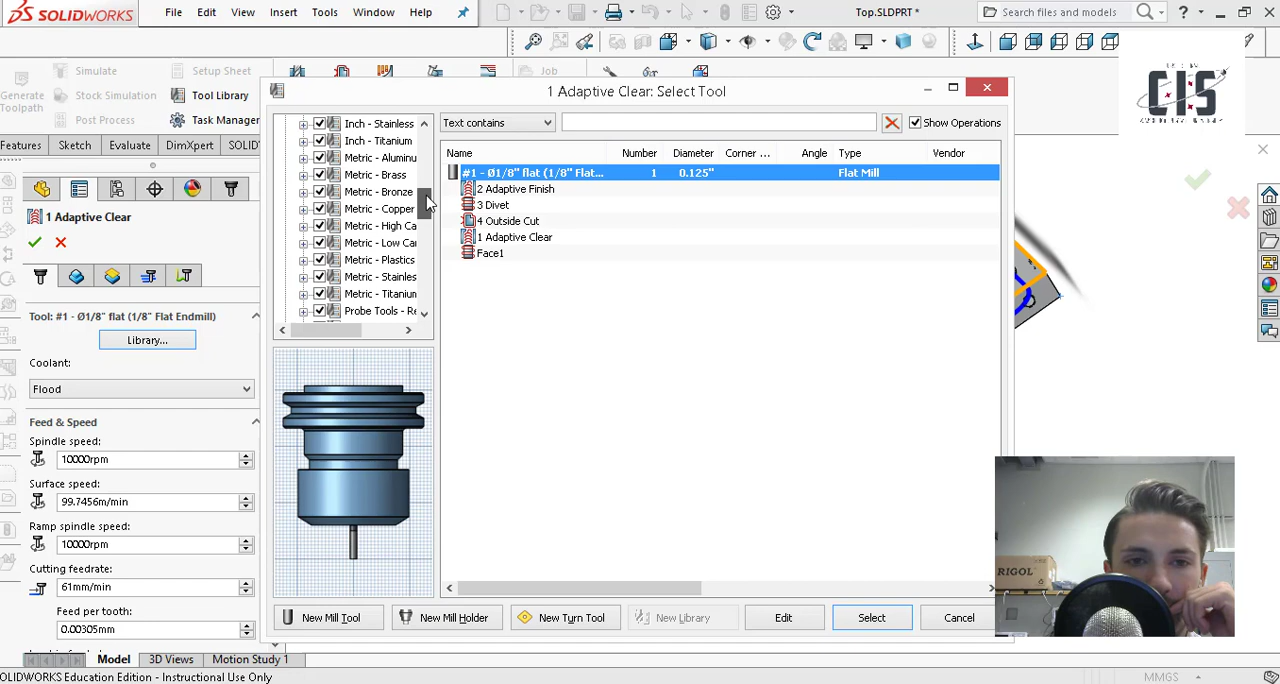 SOLIDWORKS
File Edit View Insert Tools Window Help
Top.SLDPRT *
Search files and models
?
Simulate
Setup Sheet
Job
Generate
Toolpath
Stock Simulation
Tool Library
Post Process
Task Manager
Features
Sketch
Evaluate
DimXpert
SOLID
CIS
1 Adaptive Clear: Select Tool
Text contains
Show Operations
Inch - Stainless
Inch - Titanium
Metric - Aluminu
Metric - Brass
Metric - Bronze
Metric - Copper
Metric - High Ca
Metric - Low Car
Metric - Plastics
Metric - Stainles
Metric - Titaniun
Probe Tools - Re
Name Number Diameter Corner ... Angle Type Vendor
#1 - Ø1/8" flat (1/8" Flat... 1 0.125" Flat Mill
2 Adaptive Finish
3 Divet
4 Outside Cut
1 Adaptive Clear
Face1
1 Adaptive Clear
Tool: #1 - Ø1/8" flat (1/8" Flat Endmill)
Library...
Coolant:
Flood
Feed & Speed
Spindle speed:
10000rpm
Surface speed:
99.7456m/min
Ramp spindle speed:
10000rpm
Cutting feedrate:
61mm/min
Feed per tooth:
0.00305mm
New Mill Tool
New Mill Holder
New Turn Tool
New Library
Edit
Select
Cancel
RIGOL
Model
3D Views
Motion Study 1
SOLIDWORKS Education Edition - Instructional Use Only
MMGS